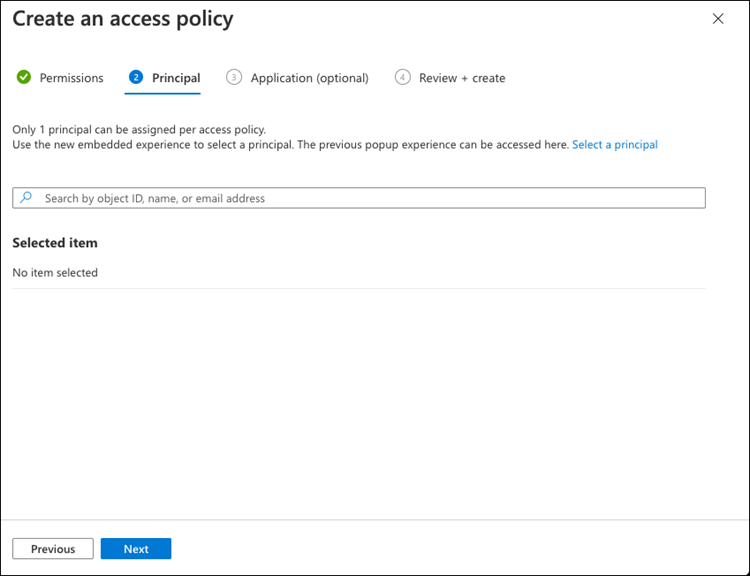 Create an access policy
Permissions 2 Principal 3 Application (optional) 4 Review + create
Only 1 principal can be assigned per access policy.
Use the new embedded experience to select a principal. The previous popup experience can be accessed here. Select a principal
Search by object ID, name, or email address
Selected item
No item selected
Previous Next